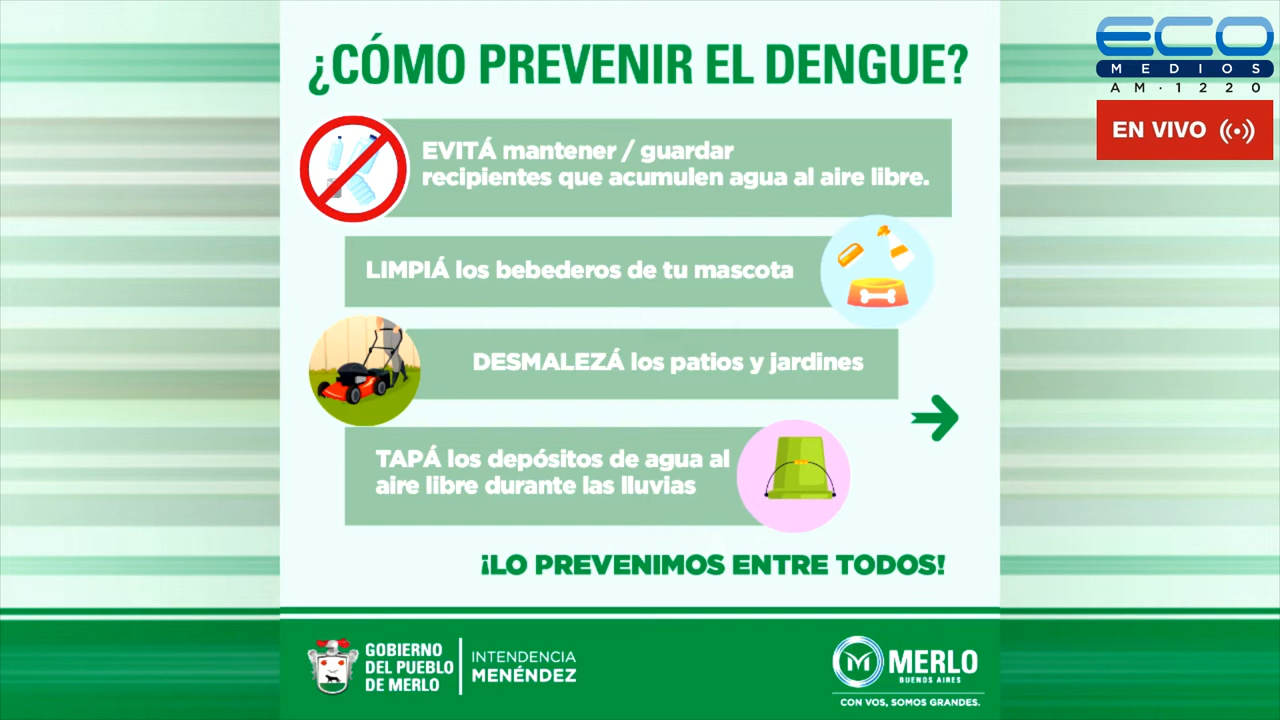 ¿CÓMO PREVENIR EL DENGUE?
ECO
MEDIOS
AM·1220
EN VIVO
EVITÁ mantener / guardar
recipientes que acumulen agua al aire libre.
LIMPIÁ los bebederos de tu mascota
DESMALEZÁ los patios y jardines
TAPÁ los depósitos de agua al
aire libre durante las lluvias
¡LO PREVENIMOS ENTRE TODOS!
GOBIERNO
DEL PUEBLO
DE MERLO
INTENDENCIA
MENÉNDEZ
MERLO
BUENOS AIRES
CON VOS, SOMOS GRANDES.